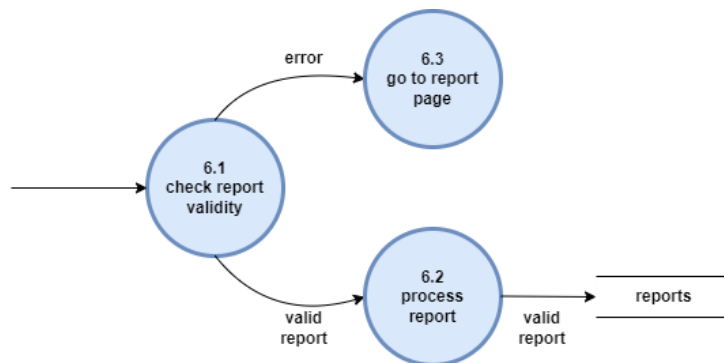 error
6.3
go to report
page
6.1
check report
validity
6.2
process
report
valid
report
valid
report
reports